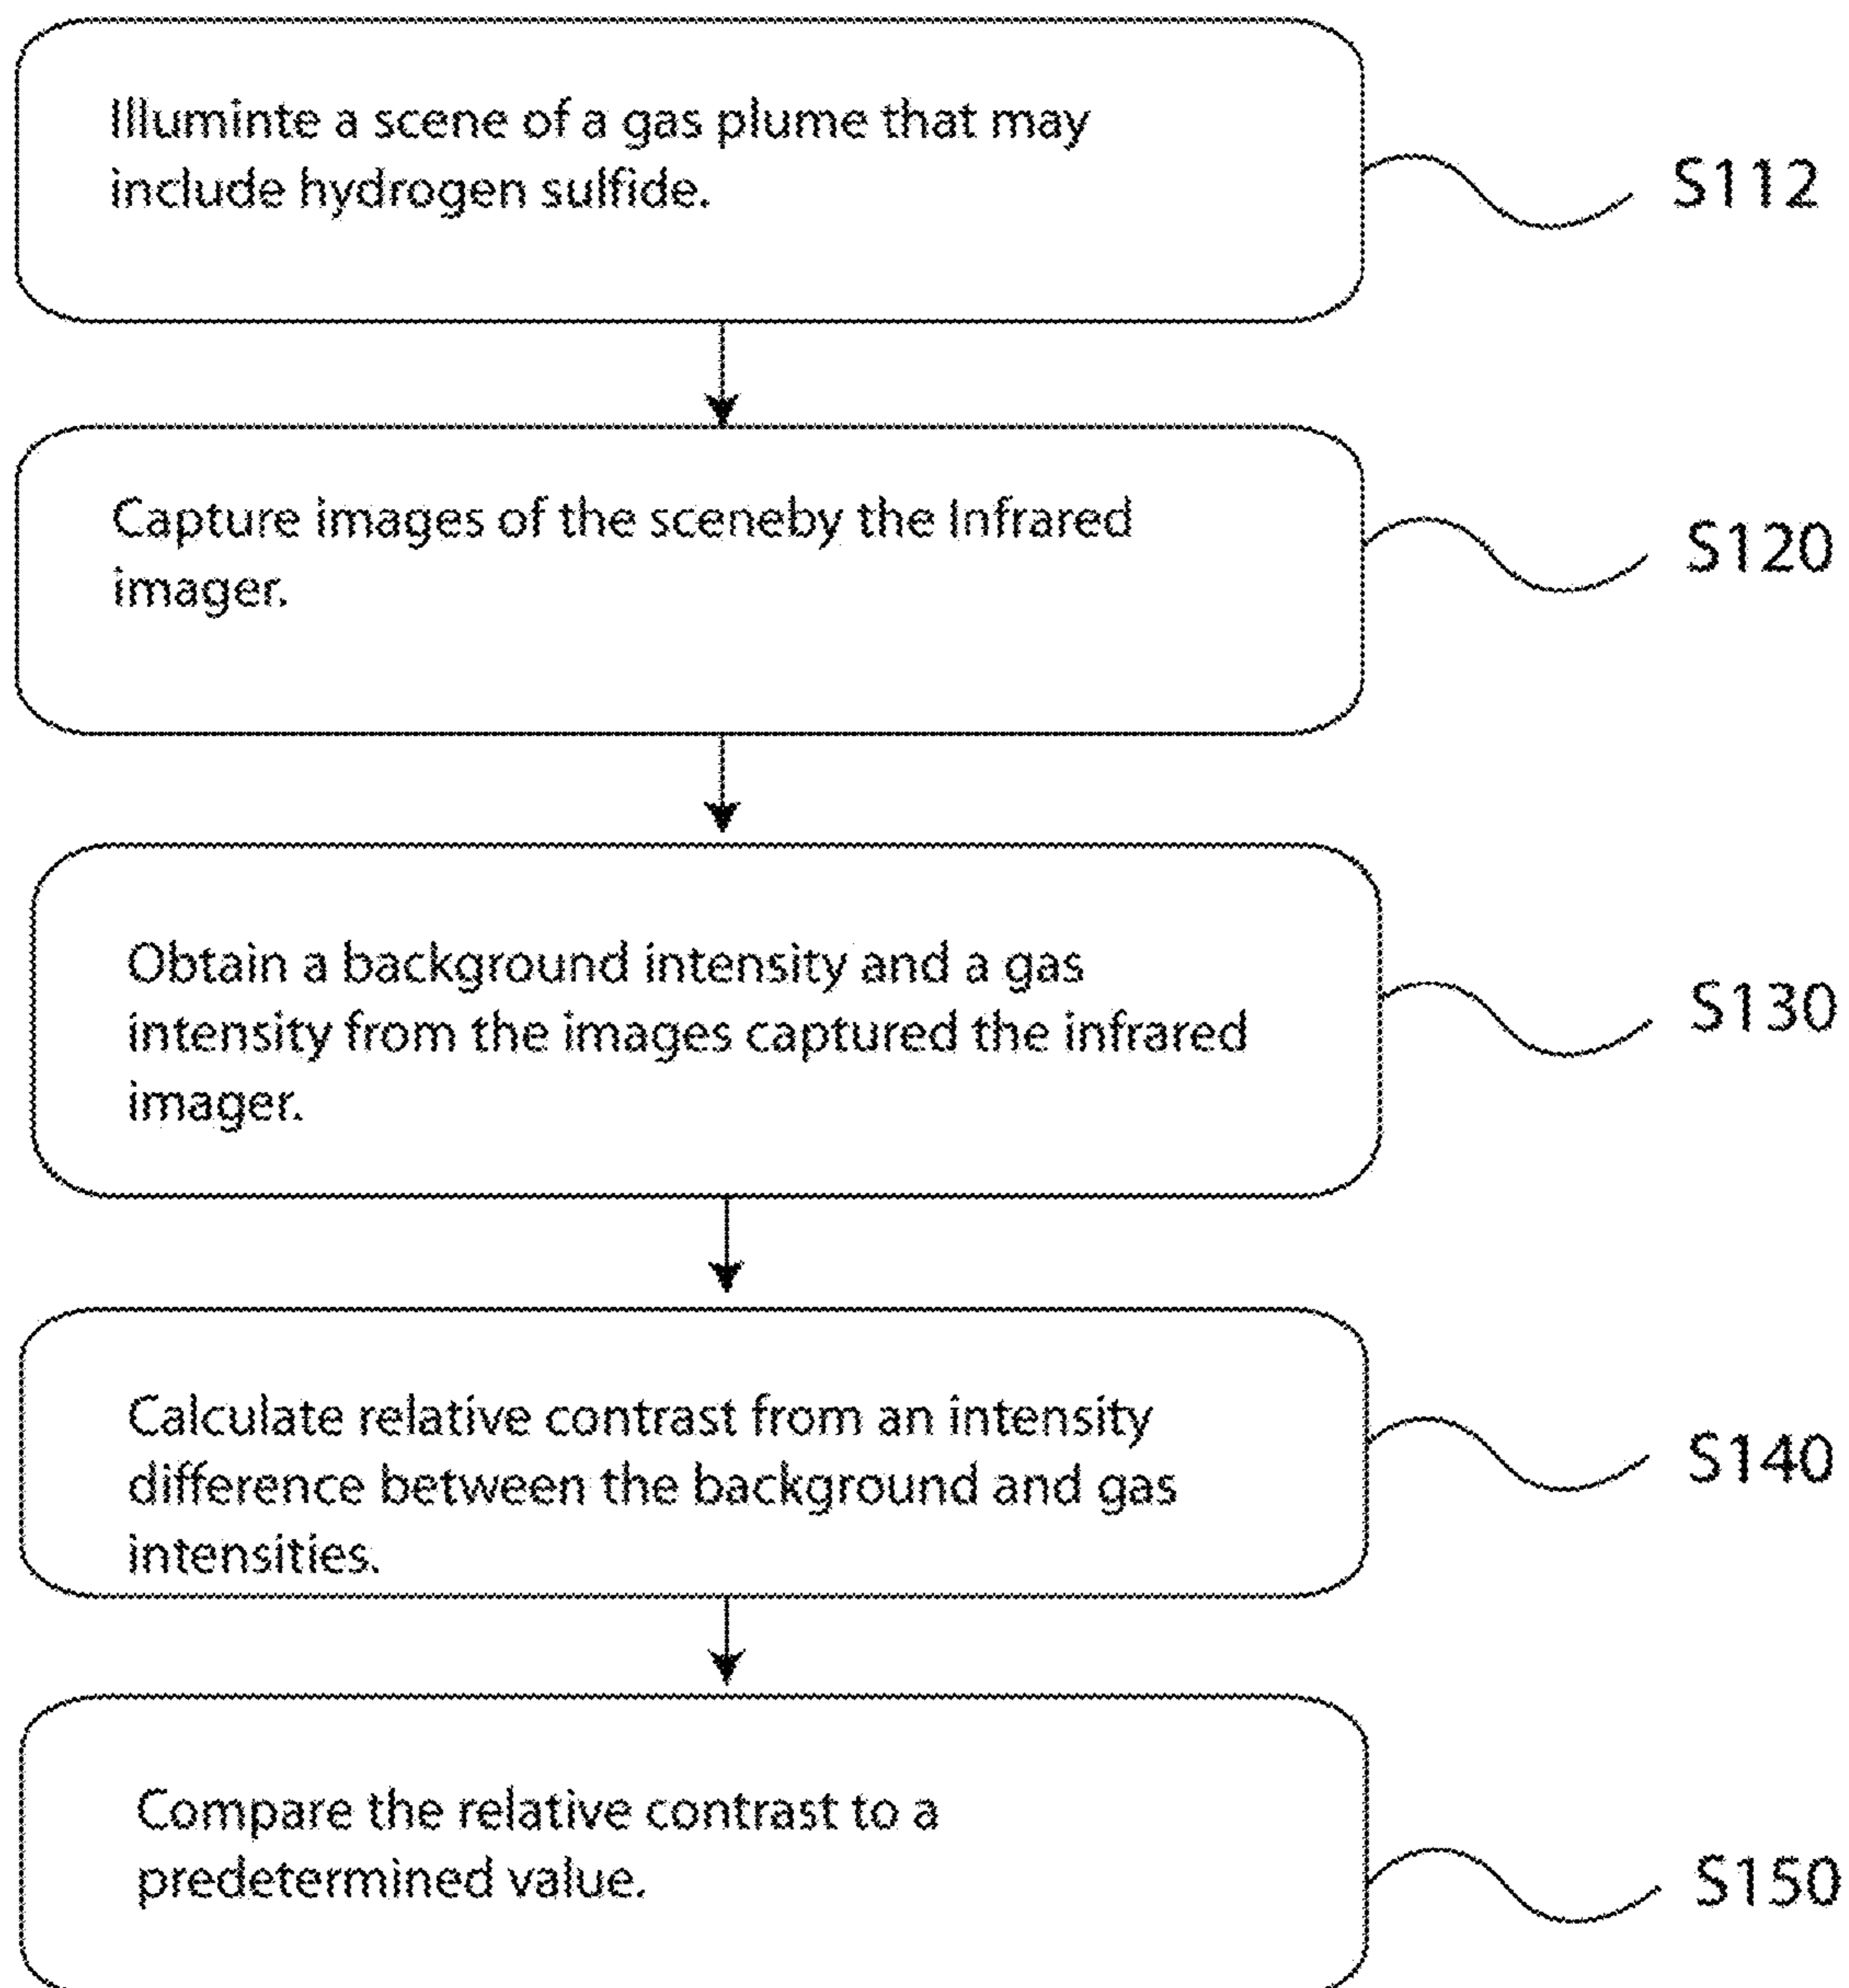 Illuminte a scene of a gas plume that may
include hydrogen sulfide.
S112
Capture images of the sceneby the Infrared
imager.
S120
Obtain a background intensity and a gas
intensity from the images captured the infrared
imager.
S130
Calculate relative contrast from an intensity
difference between the background and gas
intensities.
S140
Compare the relative contrast to a
predetermined value.
S150